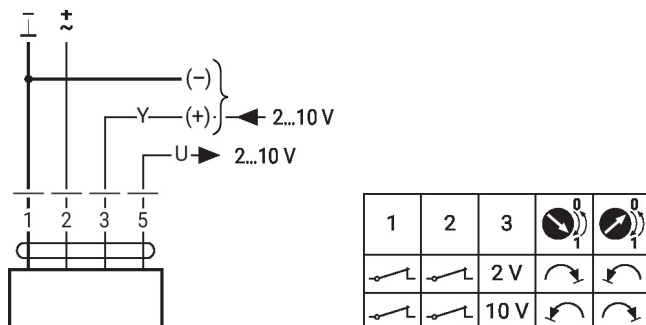 − +
⊥ ~
(−)
Y (+) 2...10 V
U 2...10 V
1 2 3 5
1 2 3 0 1 0 1
2 V
10 V